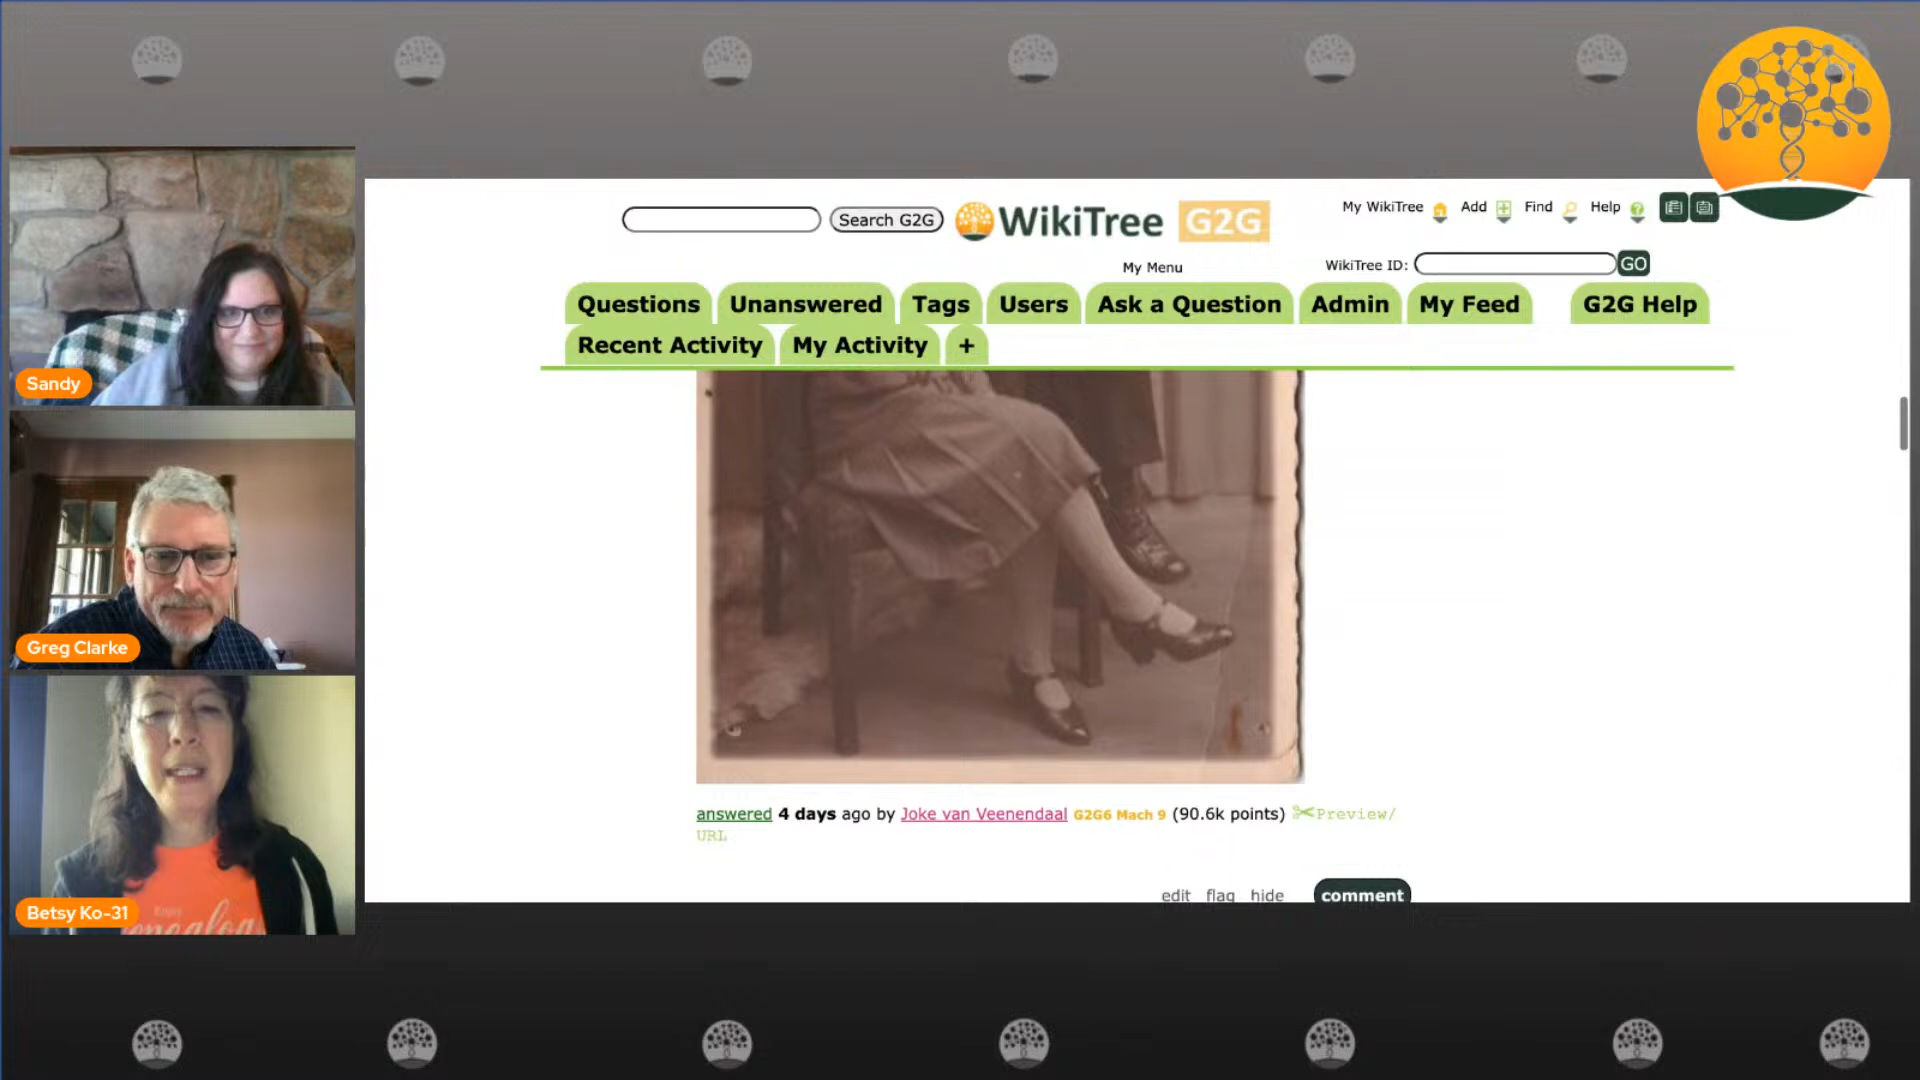 Search G2G
WikiTree G2G
My WikiTree Add Find Help
My Menu
WikiTree ID: GO
Questions Unanswered Tags Users Ask a Question Admin My Feed G2G Help
Recent Activity My Activity +
Sandy
Greg Clarke
answered 4 days ago by Joke van Veenendaal G2G6 Mach 9 (90.6k points) Preview/
URL
edit flag hide comment
Betsy Ko-31
Enjoy
genealog